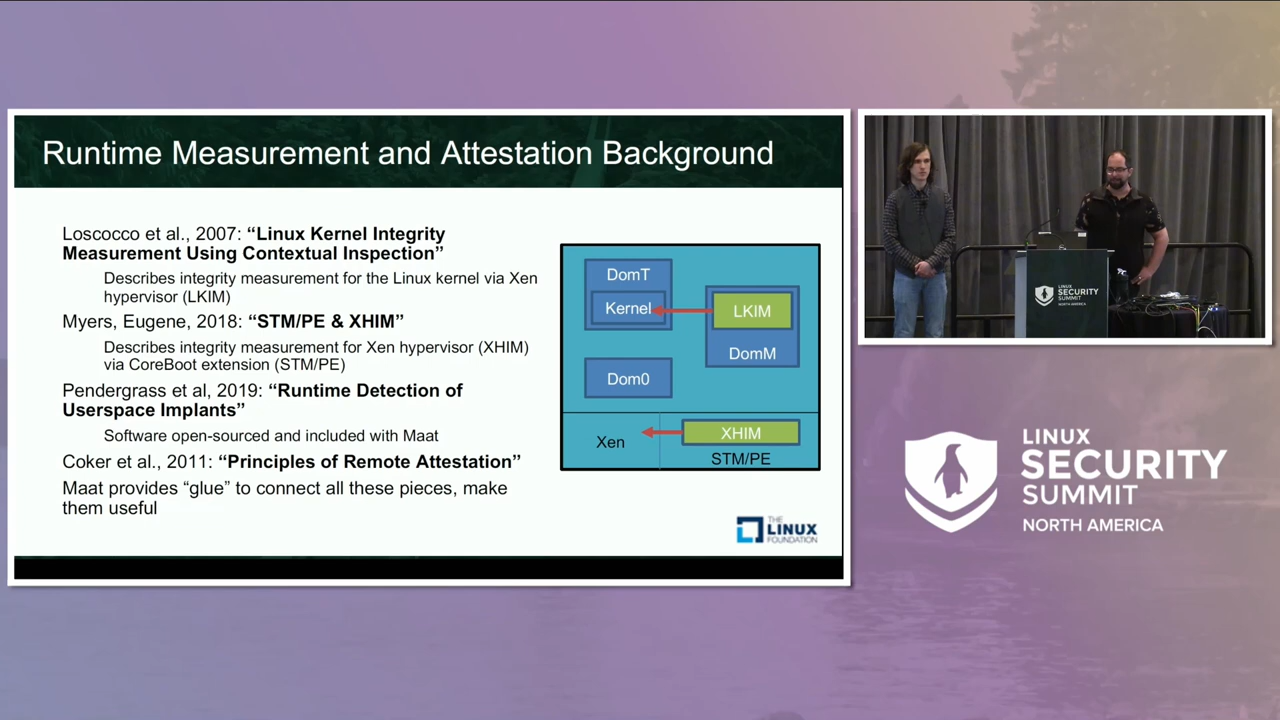 Runtime Measurement and Attestation Background
Loscocco et al., 2007: “Linux Kernel Integrity
Measurement Using Contextual Inspection”
Describes integrity measurement for the Linux kernel via Xen
hypervisor (LKIM)
Myers, Eugene, 2018: “STM/PE & XHIM”
Describes integrity measurement for Xen hypervisor (XHIM)
via CoreBoot extension (STM/PE)
Pendergrass et al, 2019: “Runtime Detection of
Userspace Implants”
Software open-sourced and included with Maat
Coker et al., 2011: “Principles of Remote Attestation”
Maat provides “glue” to connect all these pieces, make
them useful
DomT
Kernel
LKIM
DomM
Dom0
Xen
XHIM
STM/PE
THE
LINUX
FOUNDATION
LINUX
SECURITY
SUMMIT
NORTH AMERICA
LINUX
SECURITY
SUMMIT
NORTH AMERICA